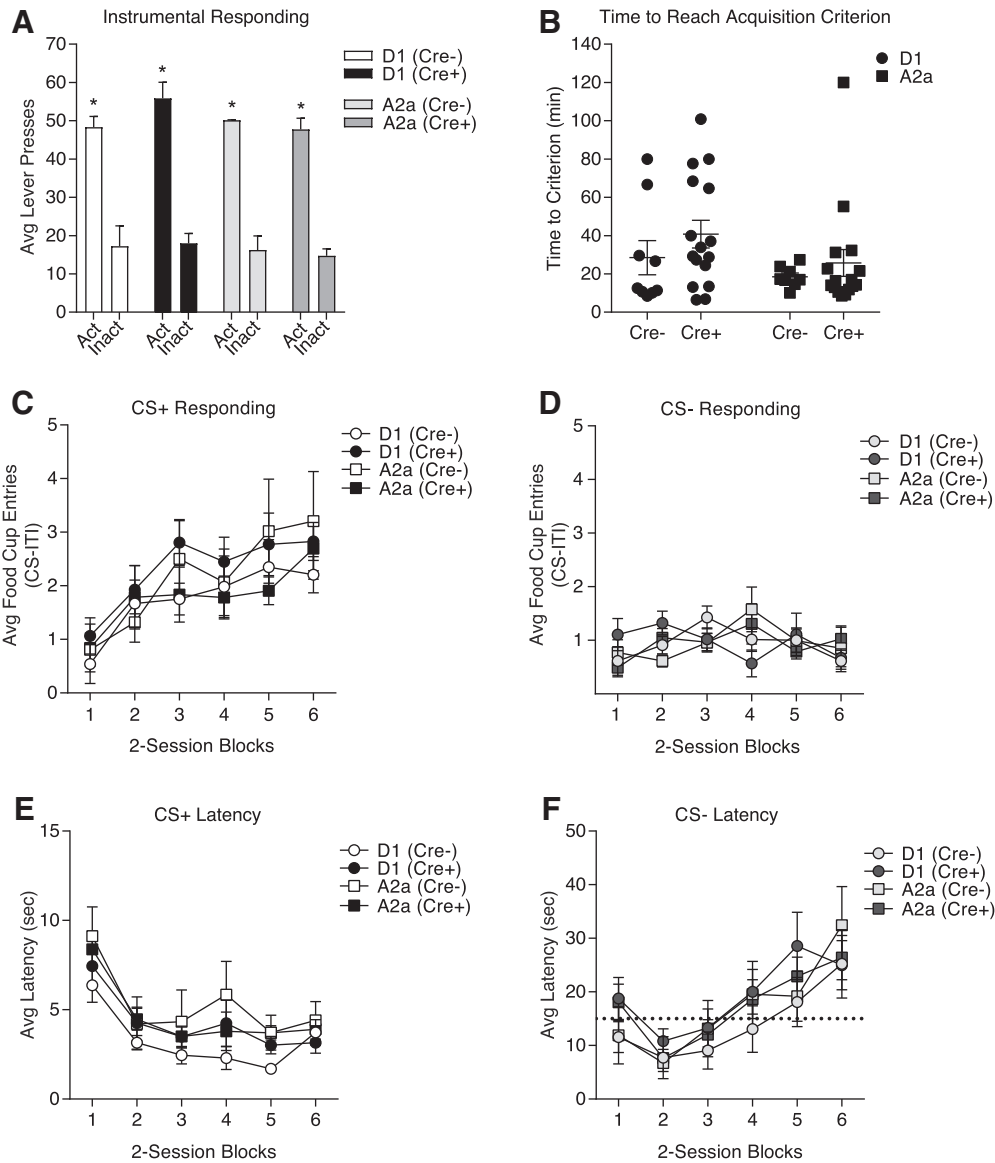 A
Instrumental Responding
Avg Lever Presses
70
60
50
40
30
20
10
0
*
*
*
*
Act
Inact
Act
Inact
Act
Inact
Act
Inact
D1 (Cre-)
D1 (Cre+)
A2a (Cre-)
A2a (Cre+)
B
Time to Reach Acquisition Criterion
Time to Criterion (min)
140
120
100
80
60
40
20
0
Cre-
Cre+
Cre-
Cre+
D1
A2a
C
CS+ Responding
Avg Food Cup Entries
(CS-ITI)
5
4
3
2
1
0
1 2 3 4 5 6
2-Session Blocks
D1 (Cre-)
D1 (Cre+)
A2a (Cre-)
A2a (Cre+)
D
CS- Responding
Avg Food Cup Entries
(CS-ITI)
5
4
3
2
1
1 2 3 4 5 6
2-Session Blocks
D1 (Cre-)
D1 (Cre+)
A2a (Cre-)
A2a (Cre+)
E
CS+ Latency
Avg Latency (sec)
15
10
5
0
1 2 3 4 5 6
2-Session Blocks
D1 (Cre-)
D1 (Cre+)
A2a (Cre-)
A2a (Cre+)
F
CS- Latency
Avg Latency (sec)
50
40
30
20
10
0
1 2 3 4 5 6
2-Session Blocks
D1 (Cre-)
D1 (Cre+)
A2a (Cre-)
A2a (Cre+)